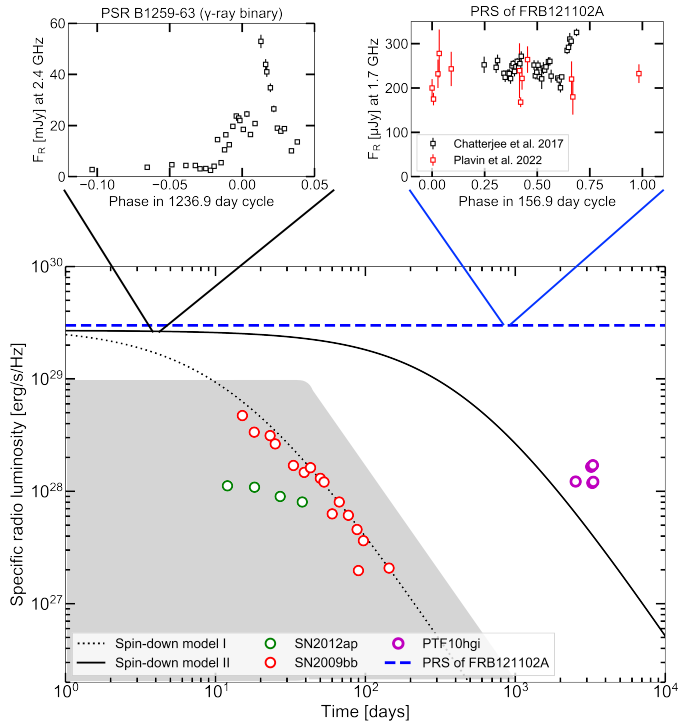 PSR B1259-63 (γ-ray binary)
PRS of FRB121102A
60
40
20
0
F_R [mJy] at 2.4 GHz
−0.10
−0.05
0.00
0.05
Phase in 1236.9 day cycle
300
200
100
0
F_R [μJy] at 1.7 GHz
Chatterjee et al. 2017
Plavin et al. 2022
0.00
0.25
0.50
0.75
1.00
Phase in 156.9 day cycle
10^30
10^29
10^28
10^27
Specific radio luminosity [erg/s/Hz]
Spin-down model I
Spin-down model II
SN2012ap
SN2009bb
PTF10hgi
PRS of FRB121102A
10^0
10^1
10^2
10^3
10^4
Time [days]